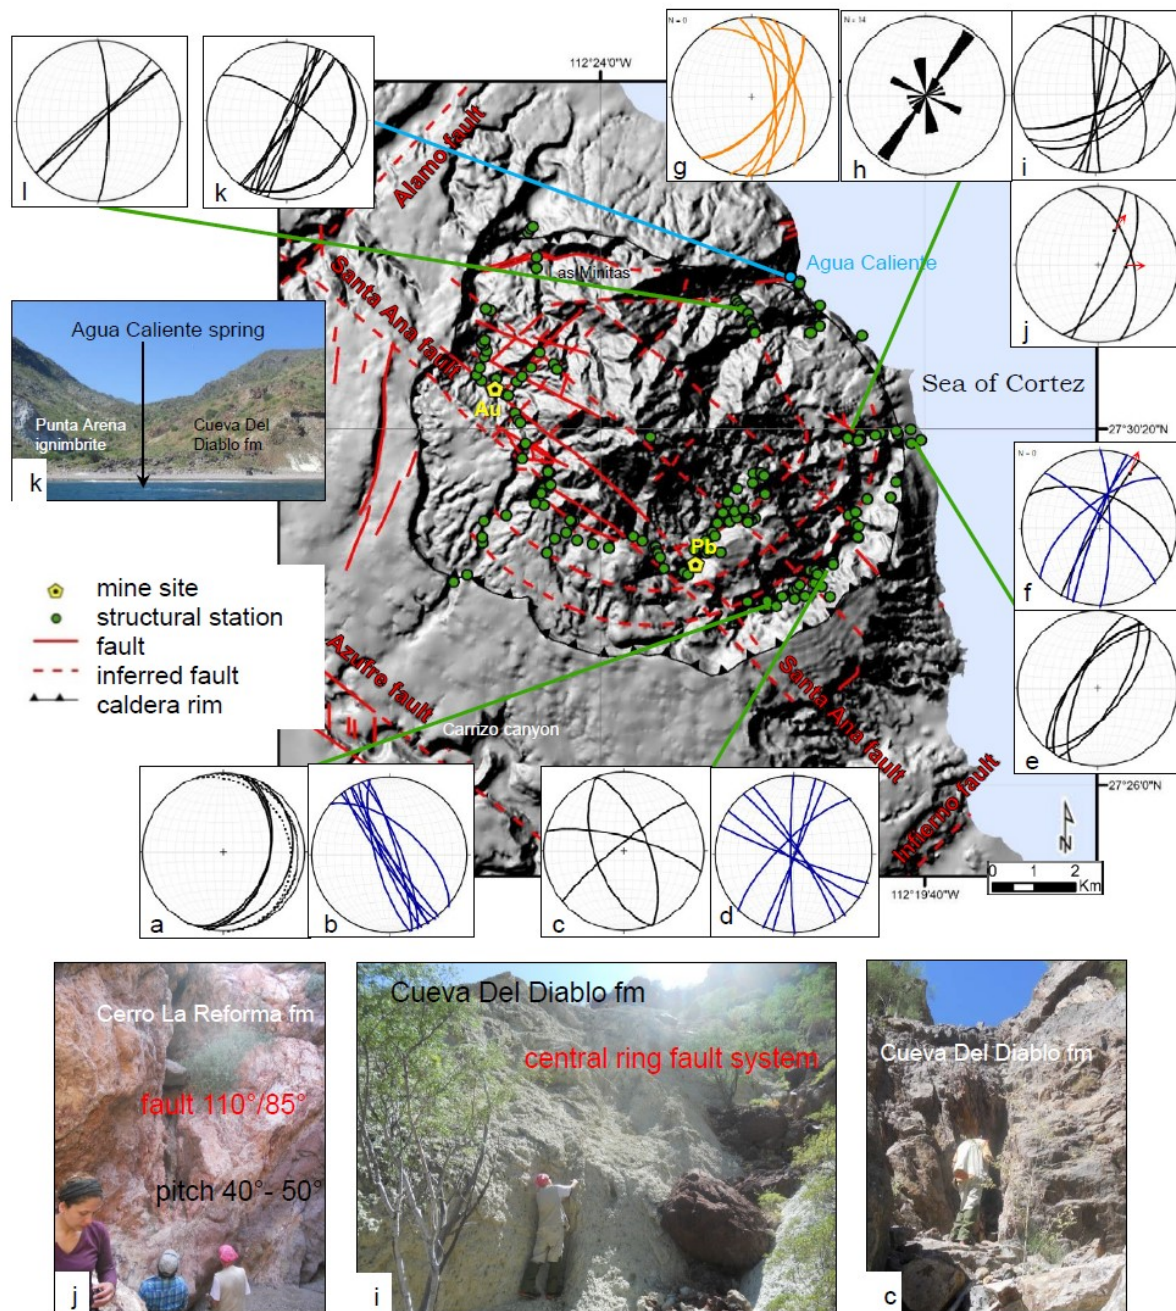 112°24'0"W
N = 0
N = 14
l
k
g
h
i
Alamo fault
Agua Caliente
as Minitas
Santa Ana fault
j
Agua Caliente spring
Punta Arena
ignimbrite
Cueva Del
Diablo fm
k
Sea of Cortez
Au
27°30'20"N
N = 0
f
Pb
mine site
structural station
fault
inferred fault
caldera rim
Azufre fault
Carrizo canyon
Santa Ana fault
e
27°26'0"N
Infierno fault
N
0 1 2
Km
112°19'40"W
a
b
c
d
Cerro La Reforma fm
fault 110°/85°
pitch 40°- 50°
j
Cueva Del Diablo fm
central ring fault system
i
Cueva Del Diablo fm
c